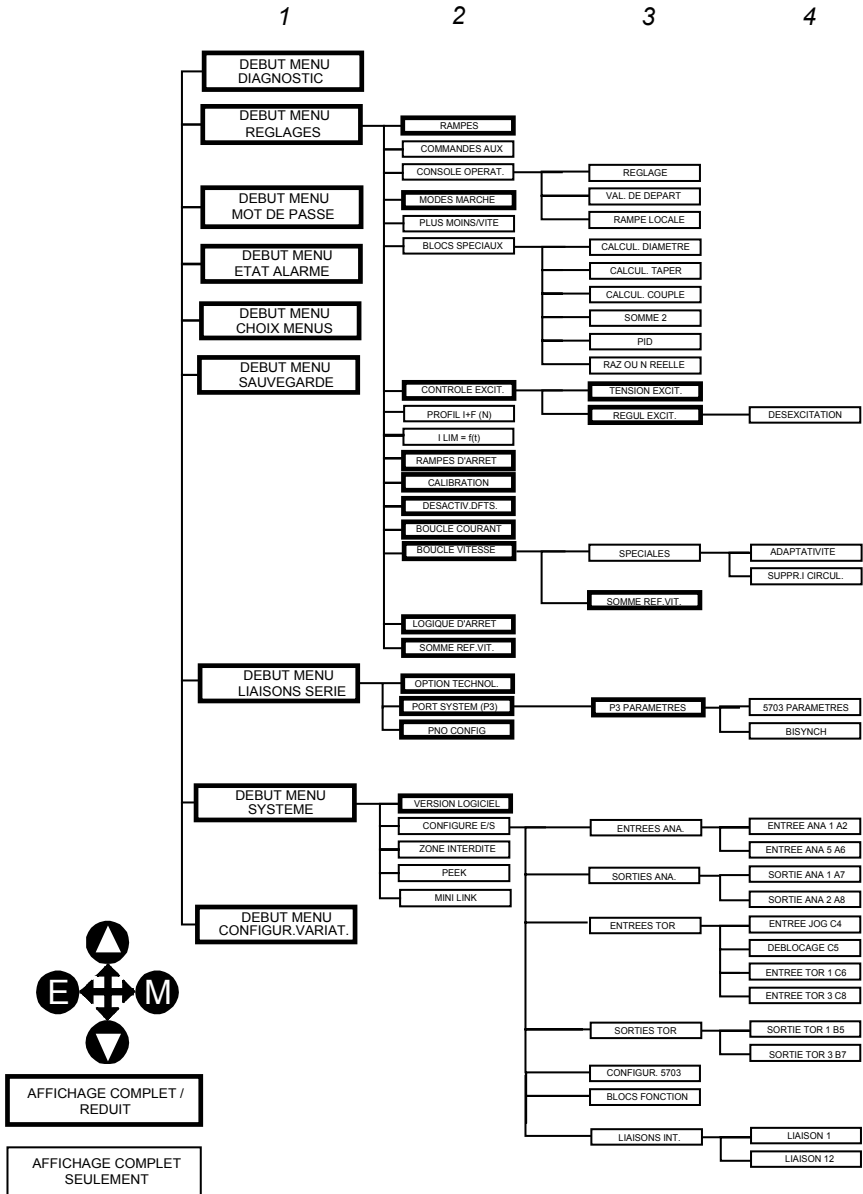 1 2 3 4
DEBUT MENU
DIAGNOSTIC
DEBUT MENU
REGLAGES
RAMPES
COMMANDES AUX
CONSOLE OPERAT.
REGLAGE
VAL. DE DEPART
RAMPE LOCALE
MODES MARCHE
PLUS MOINS/VITE
BLOCS SPECIAUX
CALCUL. DIAMETRE
CALCUL. TAPER
CALCUL. COUPLE
SOMME 2
PID
RAZ OU N REELLE
CONTROLE EXCIT.
TENSION EXCIT.
REGUL EXCIT.
DESEXCITATION
PROFIL I+F (N)
I LIM = f(t)
RAMPES D'ARRET
CALIBRATION
DESACTIV.DFTS.
BOUCLE COURANT
BOUCLE VITESSE
SPECIALES
ADAPTATIVITE
SUPPR.I CIRCUL.
SOMME REF.VIT.
LOGIQUE D'ARRET
SOMME REF.VIT.
DEBUT MENU
MOT DE PASSE
DEBUT MENU
ETAT ALARME
DEBUT MENU
CHOIX MENUS
DEBUT MENU
SAUVEGARDE
DEBUT MENU
LIAISONS SERIE
OPTION TECHNOL.
PORT SYSTEM (P3)
P3 PARAMETRES
5703 PARAMETRES
BISYNCH
PNO CONFIG
DEBUT MENU
SYSTEME
VERSION LOGICIEL
CONFIGURE E/S
ENTREES ANA.
ENTREE ANA 1 A2
ENTREE ANA 5 A6
SORTIES ANA.
SORTIE ANA 1 A7
SORTIE ANA 2 A8
ENTREES TOR
ENTREE JOG C4
DEBLOCAGE C5
ENTREE TOR 1 C6
ENTREE TOR 3 C8
SORTIES TOR
SORTIE TOR 1 B5
SORTIE TOR 3 B7
CONFIGUR. 5703
BLOCS FONCTION
LIAISONS INT.
LIAISON 1
LIAISON 12
ZONE INTERDITE
PEEK
MINI LINK
DEBUT MENU
CONFIGUR.VARIAT.
E M
AFFICHAGE COMPLET /
REDUIT
AFFICHAGE COMPLET
SEULEMENT